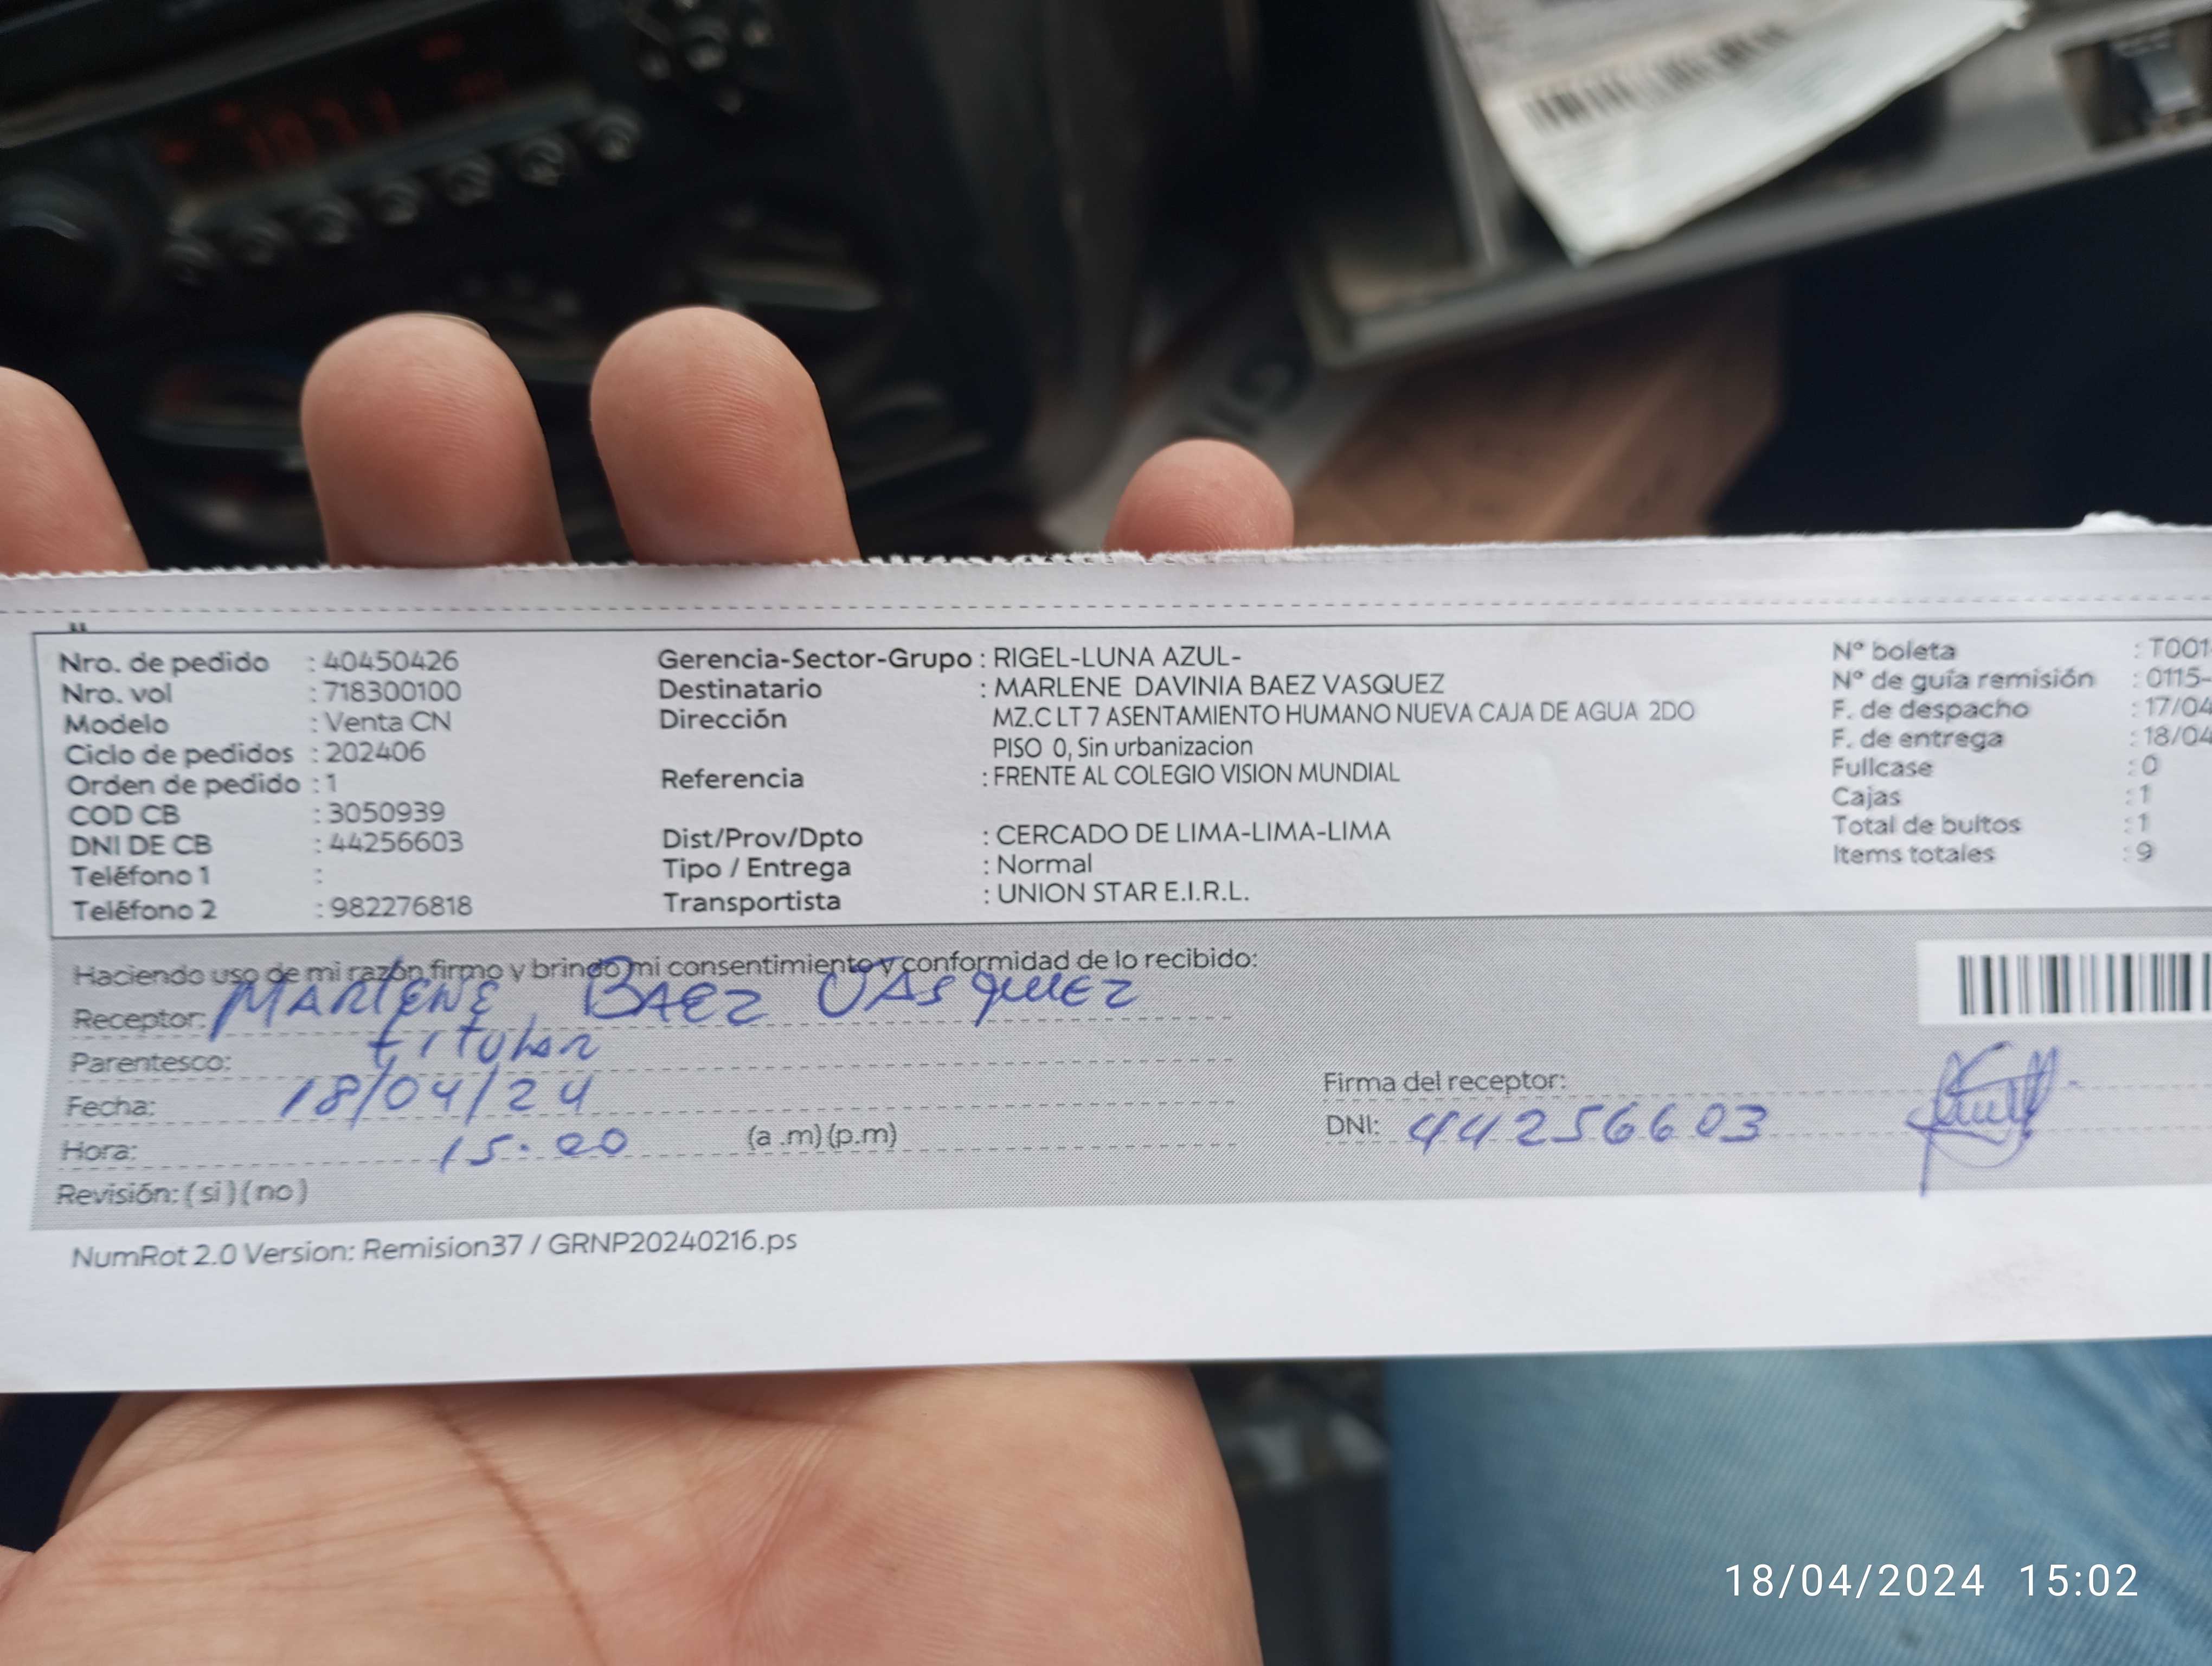 Nro. de pedido : 40450426
Nro. vol : 718300100
Modelo : Venta CN
Ciclo de pedidos : 202406
Orden de pedido : 1
COD CB : 3050939
DNI DE CB : 44256603
Teléfono 1 :
Teléfono 2 : 982276818
Gerencia-Sector-Grupo : RIGEL-LUNA AZUL-
Destinatario : MARLENE DAVINIA BAEZ VASQUEZ
Dirección MZ.C LT 7 ASENTAMIENTO HUMANO NUEVA CAJA DE AGUA 2DO
PISO 0, Sin urbanizacion
Referencia : FRENTE AL COLEGIO VISION MUNDIAL
Dist/Prov/Dpto : CERCADO DE LIMA-LIMA-LIMA
Tipo / Entrega : Normal
Transportista : UNION STAR E.I.R.L.
Nº boleta : T001-
Nº de guía remisión : 0115-
F. de despacho : 17/04
F. de entrega : 18/04
Fullcase : 0
Cajas : 1
Total de bultos : 1
Items totales : 9
Haciendo uso de mi razón firmo y brindo mi consentimiento y conformidad de lo recibido:
Receptor: MARLENE BAEZ VASQUEZ
Parentesco: titular
Fecha: 18/04/24
Hora: 15:00 (a .m) (p.m)
Revisión: ( si ) ( no )
Firma del receptor:
DNI: 44256603
NumRot 2.0 Version: Remision37 / GRNP20240216.ps
18/04/2024 15:02